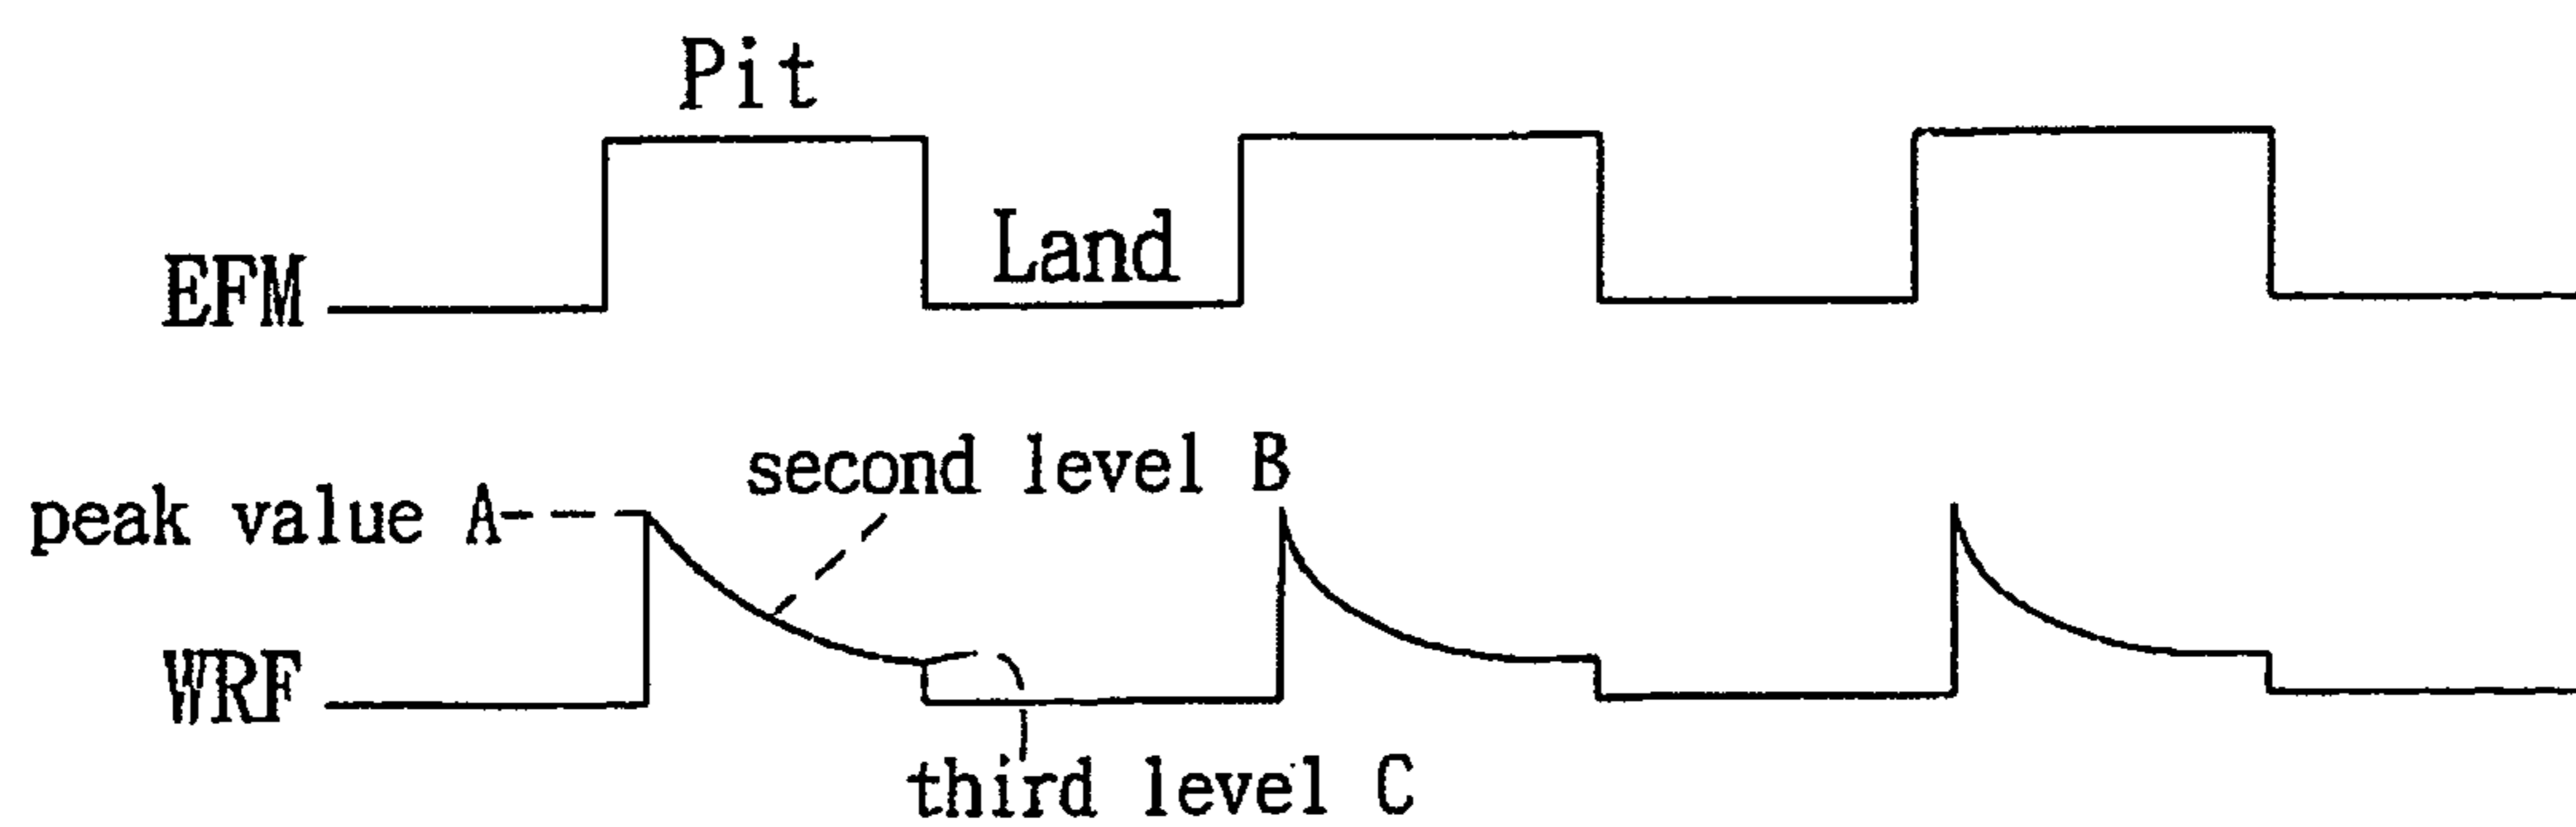 Pit
Land
EFM
second level B
peak value A
WRF
third level C